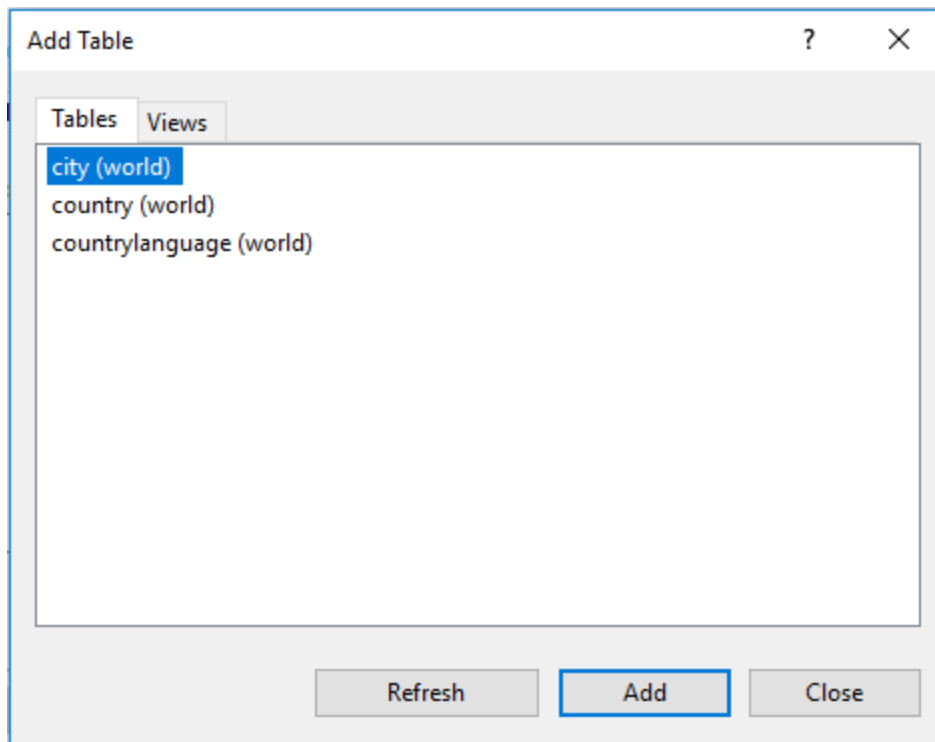 Add Table ?
Tables Views
city (world)
country (world)
countrylanguage (world)
Refresh Add Close